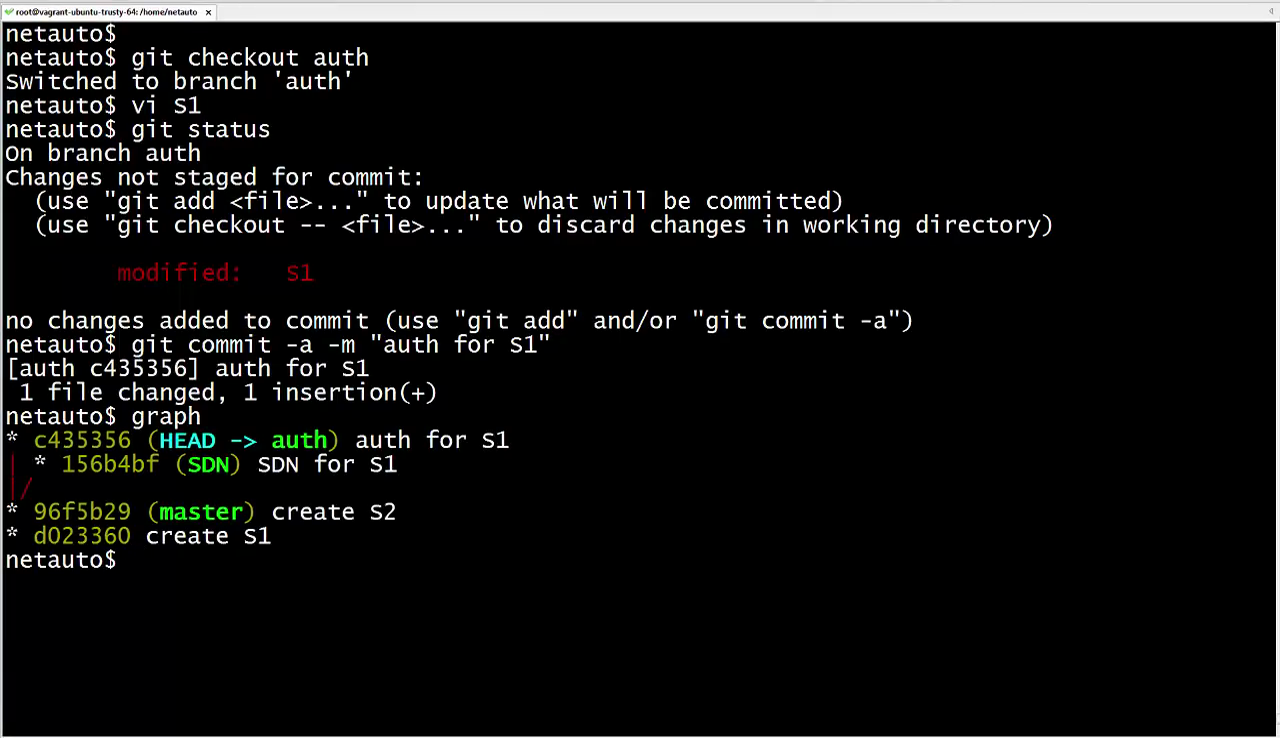 root@vagrant-ubuntu-trusty-64: /home/netauto
netauto$
netauto$ git checkout auth
Switched to branch 'auth'
netauto$ vi S1
netauto$ git status
On branch auth
Changes not staged for commit:
  (use "git add <file>..." to update what will be committed)
  (use "git checkout -- <file>..." to discard changes in working directory)
        modified:   S1
no changes added to commit (use "git add" and/or "git commit -a")
netauto$ git commit -a -m "auth for S1"
[auth c435356] auth for S1
 1 file changed, 1 insertion(+)
netauto$ graph
* c435356 (HEAD -> auth) auth for S1
| * 156b4bf (SDN) SDN for S1
|/
* 96f5b29 (master) create S2
* d023360 create S1
netauto$